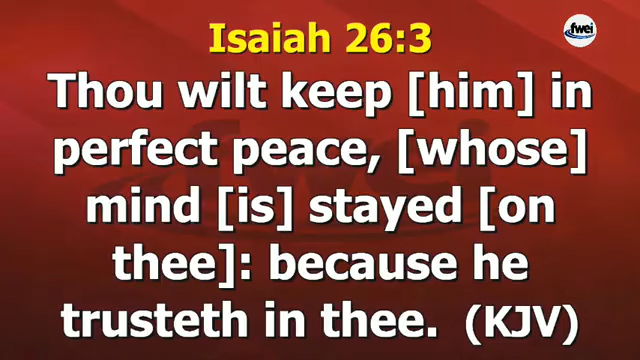 Isaiah 26:3
fwei
Thou wilt keep [him] in
perfect peace, [whose]
mind [is] stayed [on
thee]: because he
trusteth in thee. (KJV)